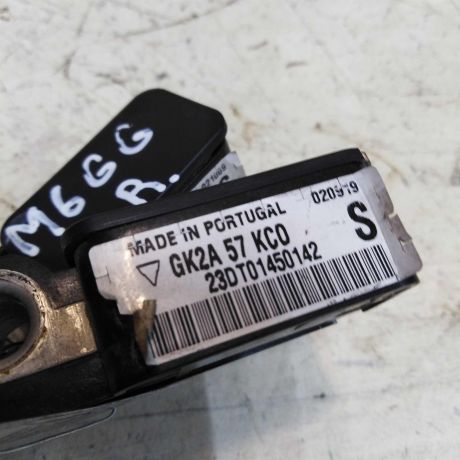 M6GG
R.
MADE IN PORTUGAL
020919
GK2A 57 KC0
S
23DT01450142